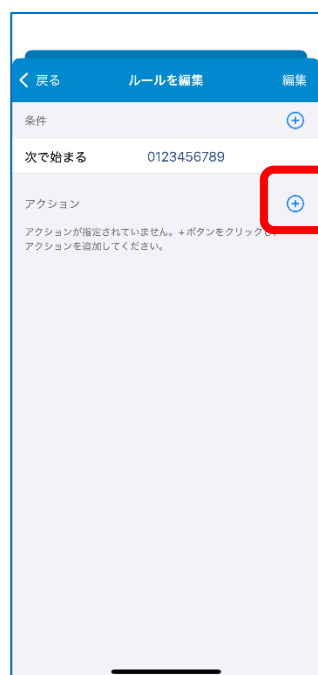 戻る ルールを編集 編集
条件
次で始まる 0123456789
アクション
アクションが指定されていません。+ボタンをクリックし、
アクションを追加してください。